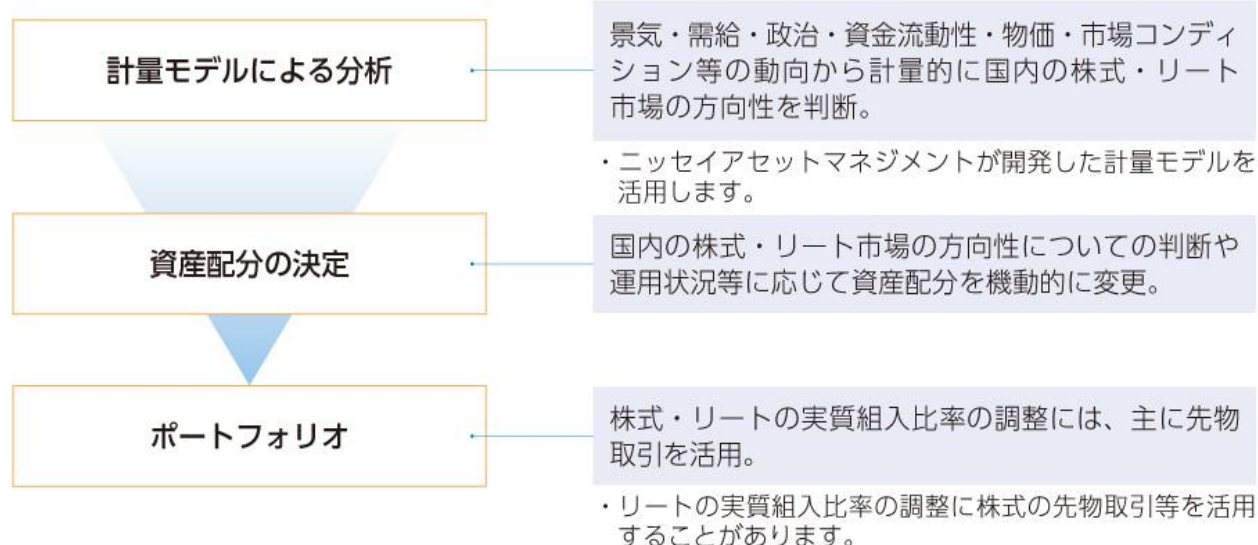 計量モデルによる分析
景気・需給・政治・資金流動性・物価・市場コンディ
ション等の動向から計量的に国内の株式・リート
市場の方向性を判断。
・ニッセイアセットマネジメントが開発した計量モデルを
活用します。
資産配分の決定
国内の株式・リート市場の方向性についての判断や
運用状況等に応じて資産配分を機動的に変更。
ポートフォリオ
株式・リートの実質組入比率の調整には、主に先物
取引を活用。
・リートの実質組入比率の調整に株式の先物取引等を活用
することがあります。